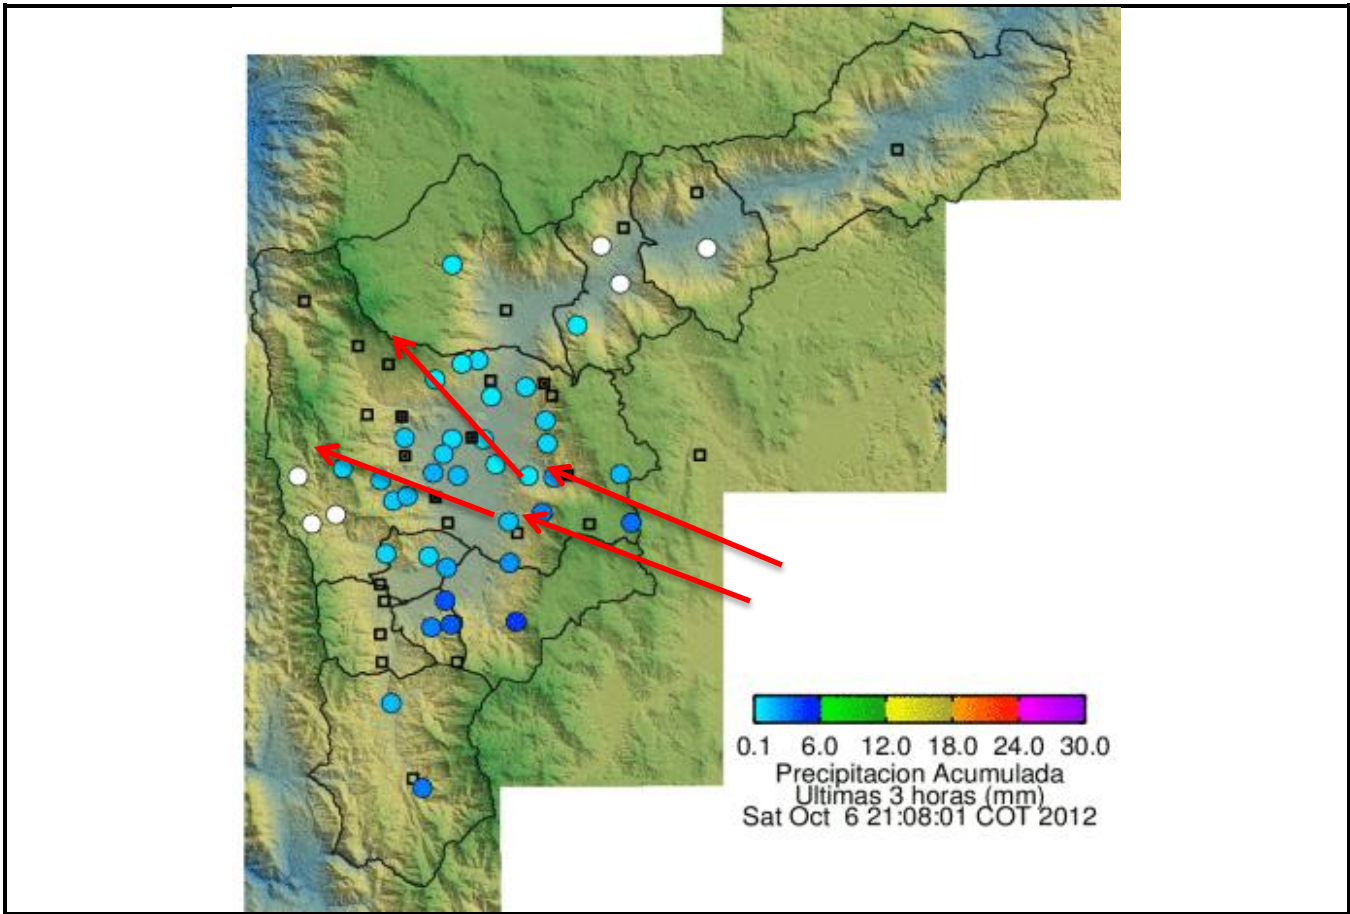 0.1 6.0 12.0 18.0 24.0 30.0
Precipitacion Acumulada
Ultimas 3 horas (mm)
Sat Oct 6 21:08:01 COT 2012